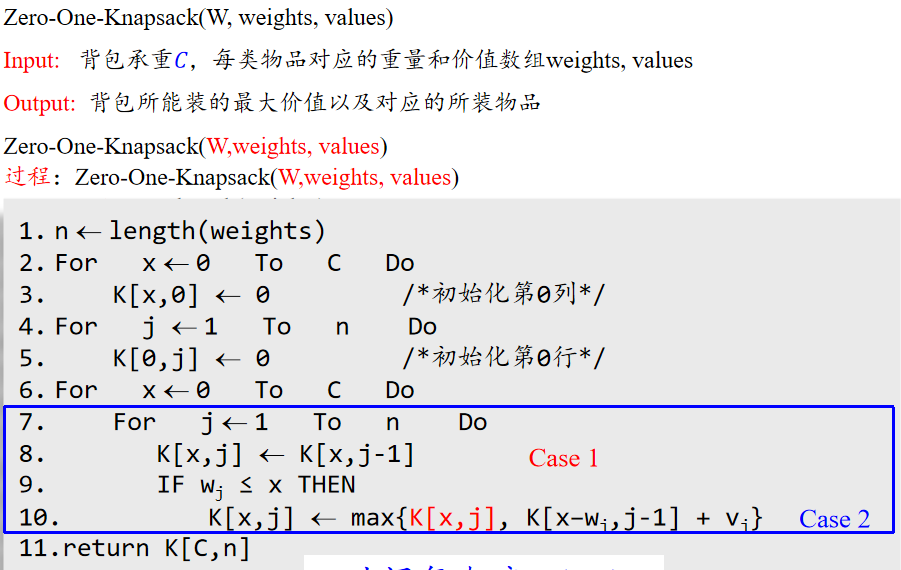 Zero-One-Knapsack(W, weights, values)
Input: 背包承重C，每类物品对应的重量和价值数组weights, values
Output: 背包所能装的最大价值以及对应的所装物品
Zero-One-Knapsack(W,weights, values)
过程：Zero-One-Knapsack(W,weights, values)
1. n ← length(weights)
2. For x ← 0 To C Do
3. K[x,0] ← 0 /*初始化第0列*/
4. For j ← 1 To n Do
5. K[0,j] ← 0 /*初始化第0行*/
6. For x ← 0 To C Do
7. For j ← 1 To n Do
8. K[x,j] ← K[x,j-1] Case 1
9. IF wj ≤ x THEN
10. K[x,j] ← max{K[x,j], K[x-wj,j-1] + vj} Case 2
11.return K[C,n]